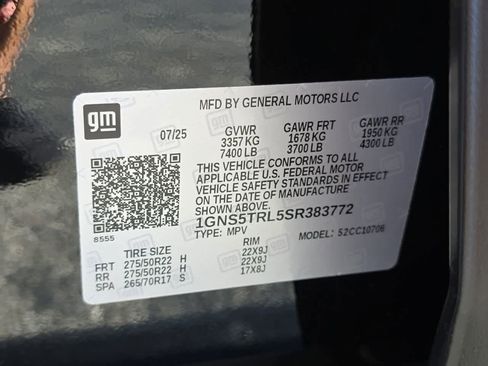 MFD BY GENERAL MOTORS LLC
gm
07/25 GVWR GAWR FRT GAWR RR
3357 KG 1678 KG 1950 KG
7400 LB 3700 LB 4300 LB
THIS VEHICLE CONFORMS TO ALL
APPLICABLE U.S. FEDERAL MOTOR
VEHICLE SAFETY STANDARDS IN EFFECT
ON THE DATE OF MANUFACTURE
SHOWN ABOVE.
1GNS5TRL5SR383772
8555 TYPE: MPV MODEL: 52CC10706
TIRE SIZE RIM
FRT 275/50R22 H 22X9J
RR 275/50R22 H 22X9J
SPA 265/70R17 S 17X8J